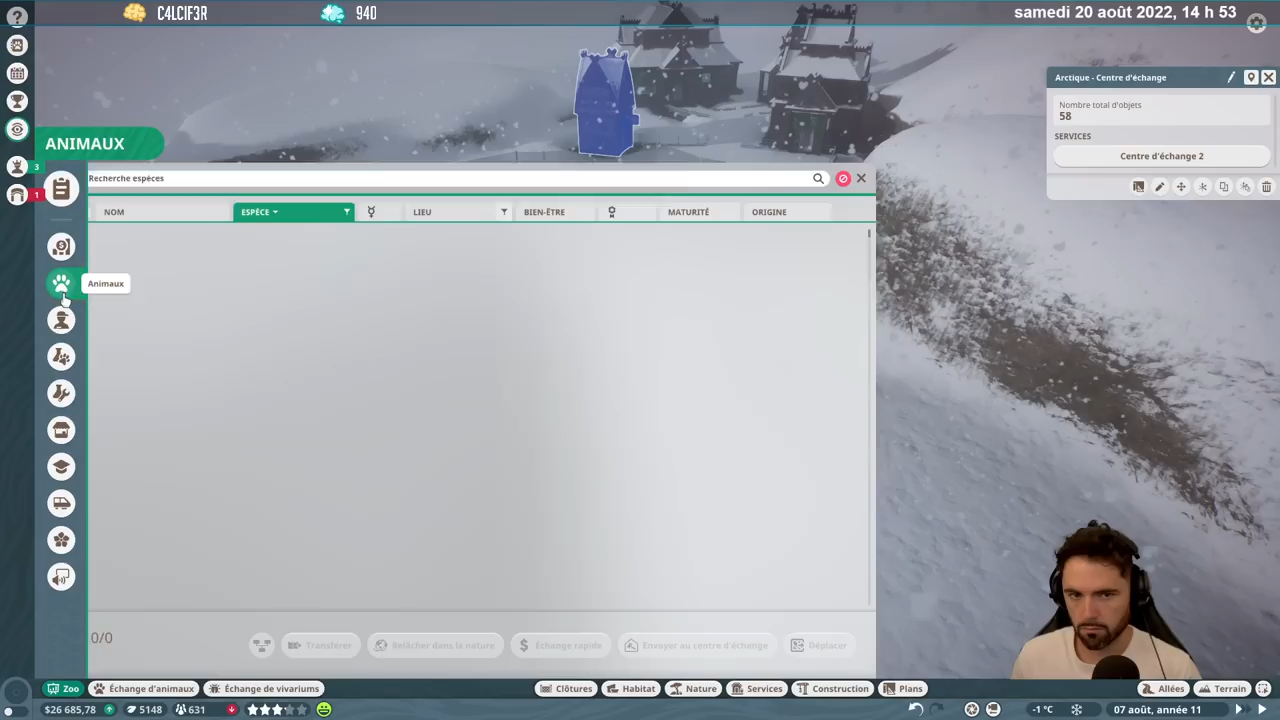 C4LCIF3R
940
samedi 20 août 2022, 14 h 53
Arctique - Centre d'échange
Nombre total d'objets
58
SERVICES
Centre d'échange 2
3
1
ANIMAUX
Recherche espèces
NOM
ESPÈCE
LIEU
BIEN-ÊTRE
MATURITÉ
ORIGINE
Animaux
0/0
Transférer
Relâcher dans la nature
Échange rapide
Envoyer au centre d'échange
Déplacer
Zoo
Échange d'animaux
Échange de vivariums
Clôtures
Habitat
Nature
Services
Construction
Plans
Allées
Terrain
$26 685,78
5148
631
-1 °C
07 août, année 11